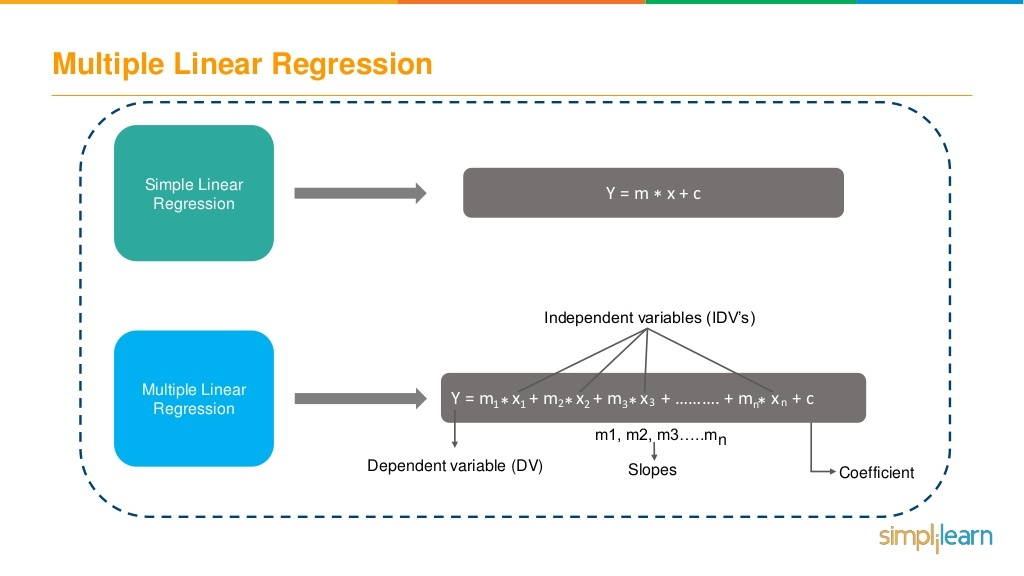 Multiple Linear Regression
Simple Linear
Regression
Y = m * x + c
Independent variables (IDV's)
Multiple Linear
Regression
Y = m₁* x₁ + m₂* x₂ + m₃* x₃ + .......... + mₙ* xₙ + c
m1, m2, m3…..mₙ
Dependent variable (DV)
Slopes
Coefficient
simplilearn